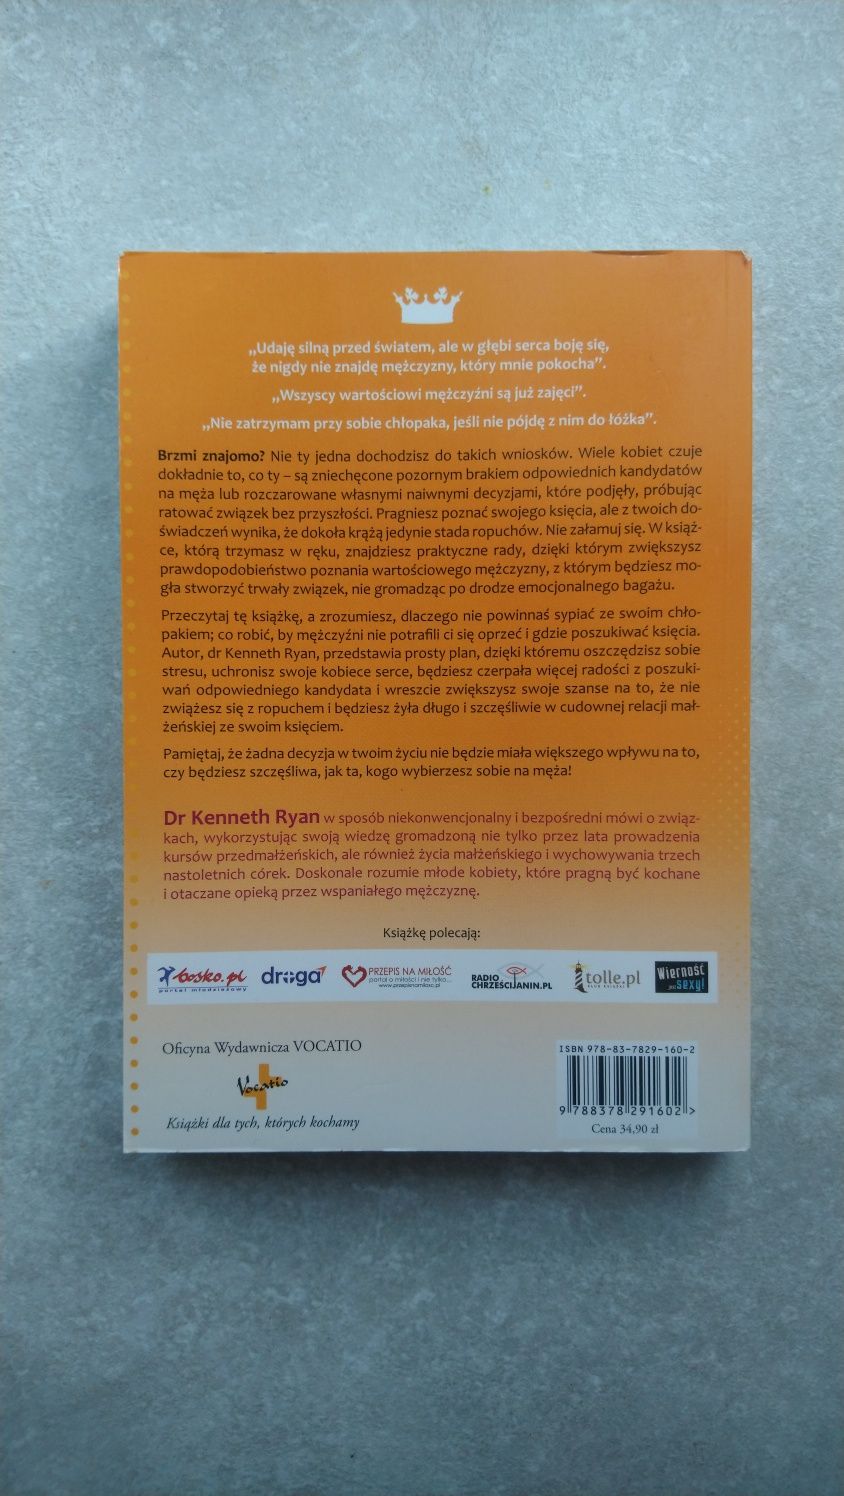 „Udaję silną przed światem, ale w głębi serca boję się,
że nigdy nie znajdę mężczyzny, który mnie pokocha”.
„Wszyscy wartościowi mężczyźni są już zajęci”.
„Nie zatrzymam przy sobie chłopaka, jeśli nie pójdę z nim do łóżka”.
Brzmi znajomo? Nie ty jedna dochodzisz do takich wniosków. Wiele kobiet czuje
dokładnie to, co ty – są zniechęcone pozornym brakiem odpowiednich kandydatów
na męża lub rozczarowane własnymi naiwnymi decyzjami, które podjęły, próbując
ratować związek bez przyszłości. Pragniesz poznać swojego księcia, ale z twoich do-
świadczeń wynika, że dokoła krążą jedynie stada ropuchów. Nie załamuj się. W książ-
ce, którą trzymasz w ręku, znajdziesz praktyczne rady, dzięki którym zwiększysz
prawdopodobieństwo poznania wartościowego mężczyzny, z którym będziesz mo-
gła stworzyć trwały związek, nie gromadząc po drodze emocjonalnego bagażu.
Przeczytaj tę książkę, a zrozumiesz, dlaczego nie powinnaś sypiać ze swoim chło-
pakiem; co robić, by mężczyźni nie potrafili ci się oprzeć i gdzie poszukiwać księcia.
Autor, dr Kenneth Ryan, przedstawia prosty plan, dzięki któremu oszczędzisz sobie
stresu, uchronisz swoje kobiece serce, będziesz czerpała więcej radości z poszuki-
wań odpowiedniego kandydata i wreszcie zwiększysz swoje szanse na to, że nie
zwiążesz się z ropuchem i będziesz żyła długo i szczęśliwie w cudownej relacji mał-
żeńskiej ze swoim księciem.
Pamiętaj, że żadna decyzja w twoim życiu nie będzie miała większego wpływu na to,
czy będziesz szczęśliwa, jak ta, kogo wybierzesz sobie na męża!
Dr Kenneth Ryan w sposób niekonwencjonalny i bezpośredni mówi o związ-
kach, wykorzystując swoją wiedzę gromadzoną nie tylko przez lata prowadzenia
kursów przedmałżeńskich, ale również życia małżeńskiego i wychowywania trzech
nastoletnich córek. Doskonale rozumie młode kobiety, które pragną być kochane
i otaczane opieką przez wspaniałego mężczyznę.
Książkę polecają:
bosko.pl
portal młodzieżowy
droga
PRZEPIS NA MIŁOŚĆ
portal o miłości i nie tylko...
www.przepisnamilosc.pl
RADIO
CHRZESCIJANIN.PL
tolle.pl
KLUB KSIĄŻKI
Wierność
jest sexy!
Oficyna Wydawnicza VOCATIO
Vocatio
Książki dla tych, których kochamy
ISBN 978-83-7829-160-2
9 788378 291602 >
Cena 34,90 zł